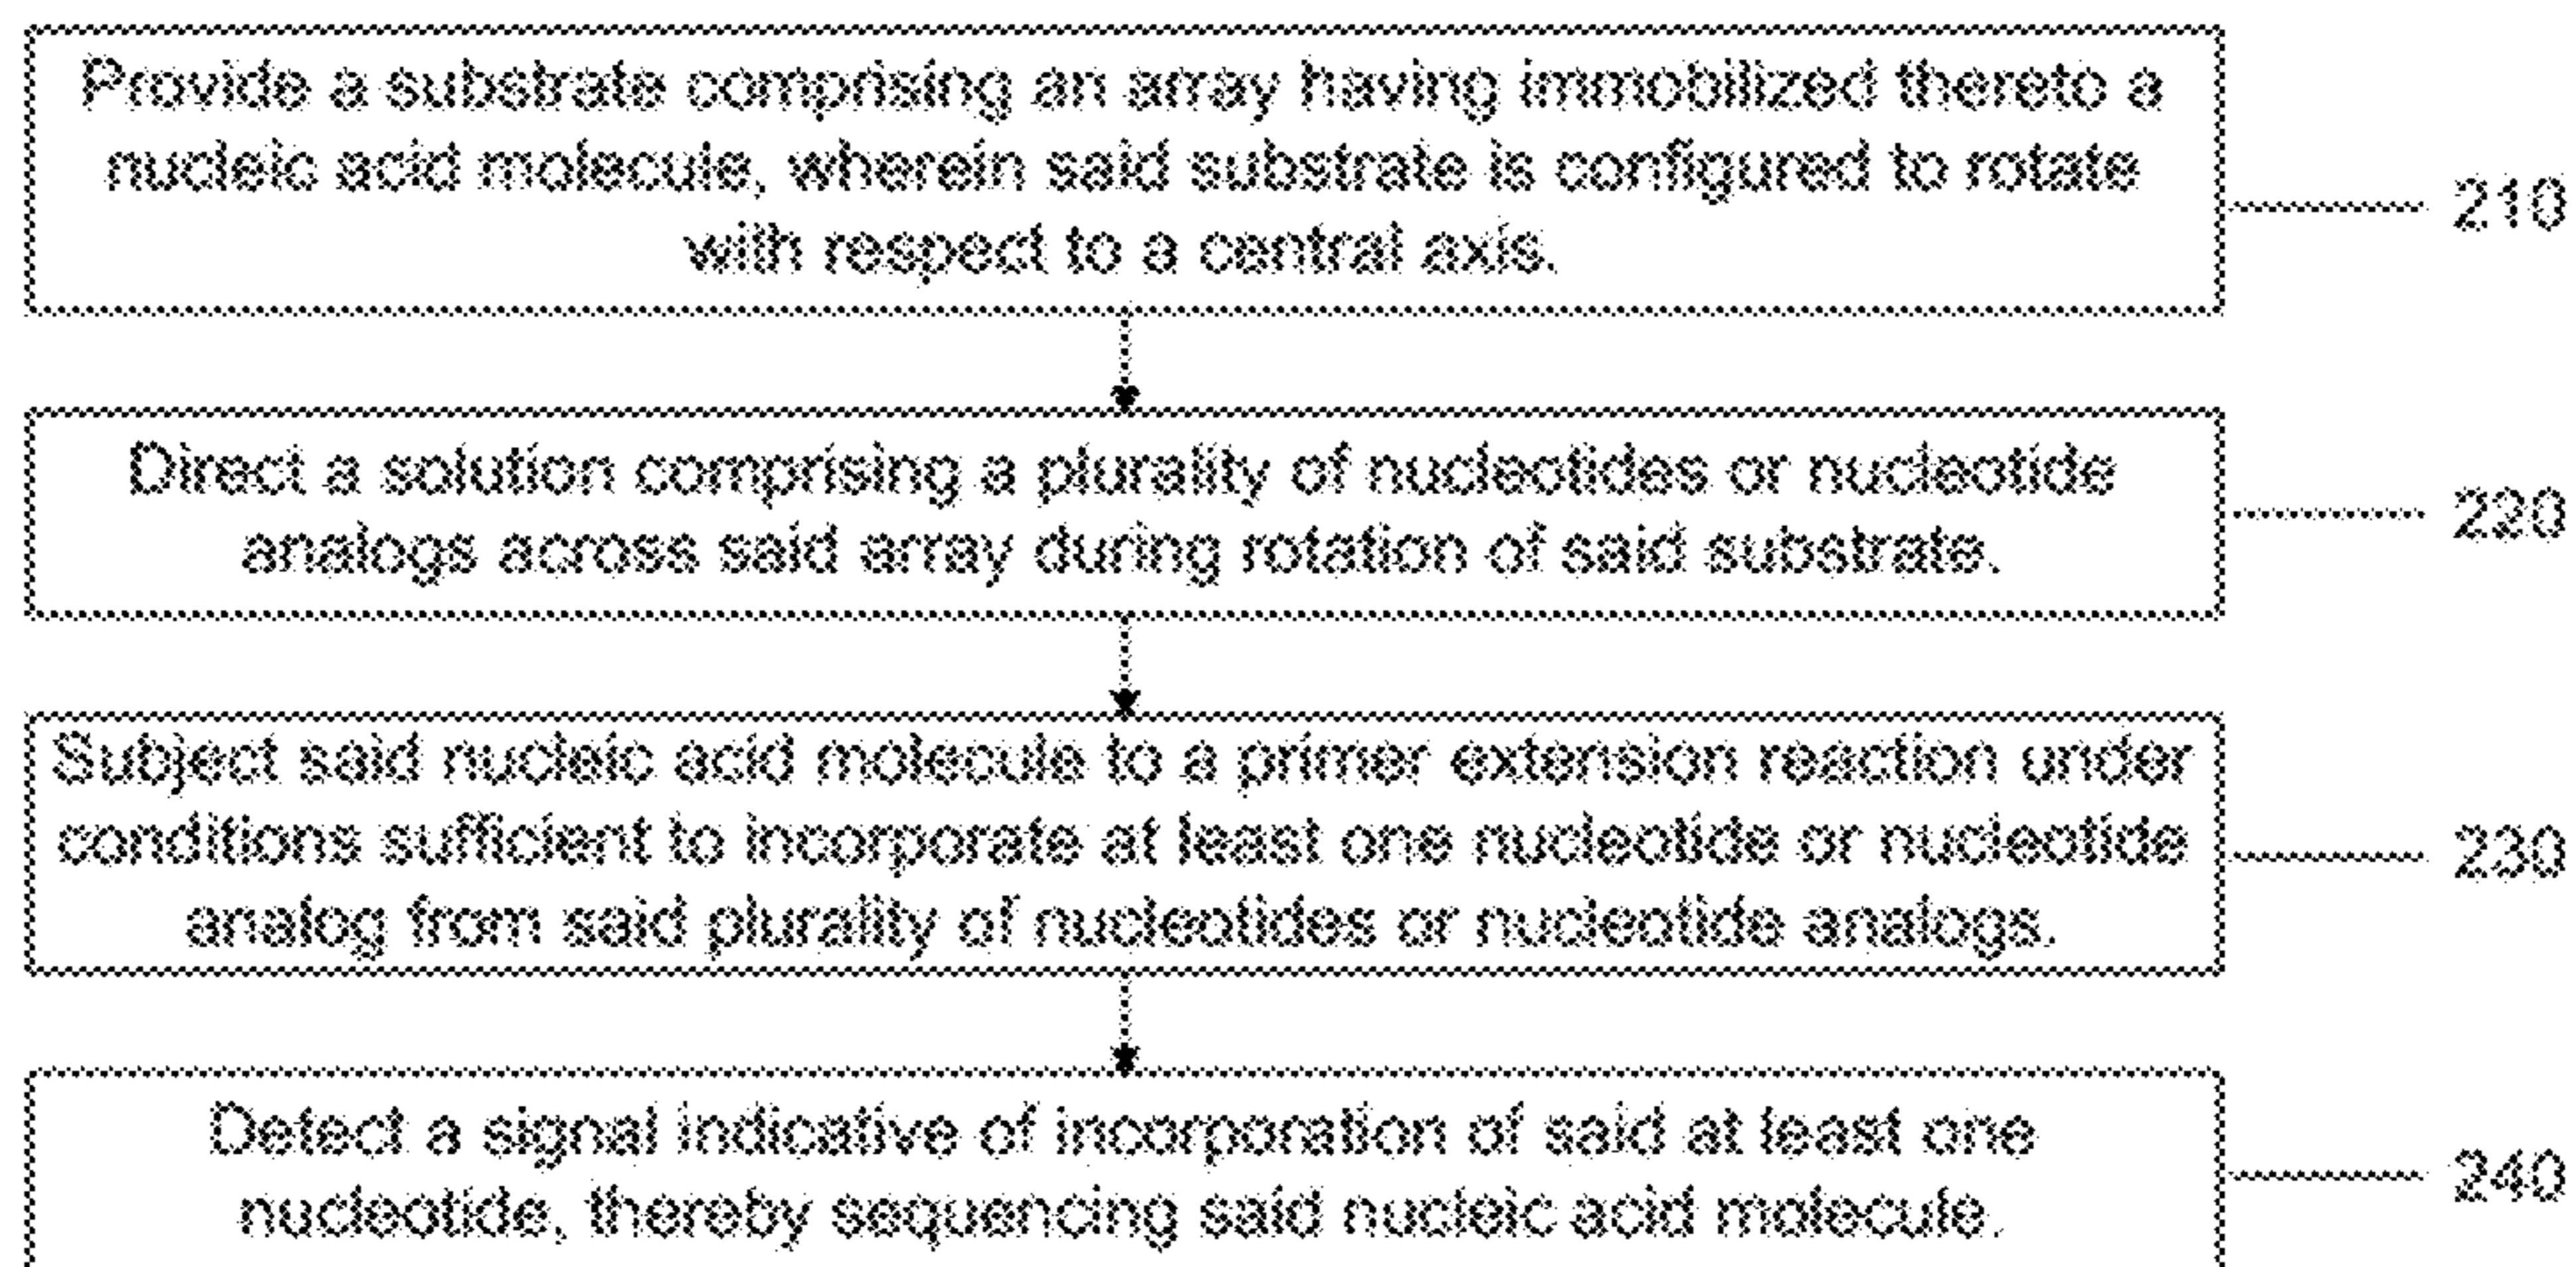 Provide a substrate comprising an array having immobilized thereto a
nucleic acid molecule, wherein said substrate is configured to rotate
with respect to a central axis.
210
Direct a solution comprising a plurality of nucleotides or nucleotide
analogs across said array during rotation of said substrate.
220
Subject said nucleic acid molecule to a primer extension reaction under
conditions sufficient to incorporate at least one nucleotide or nucleotide
analog from said plurality of nucleotides or nucleotide analogs.
230
Detect a signal indicative of incorporation of said at least one
nucleotide, thereby sequencing said nucleic acid molecule.
240